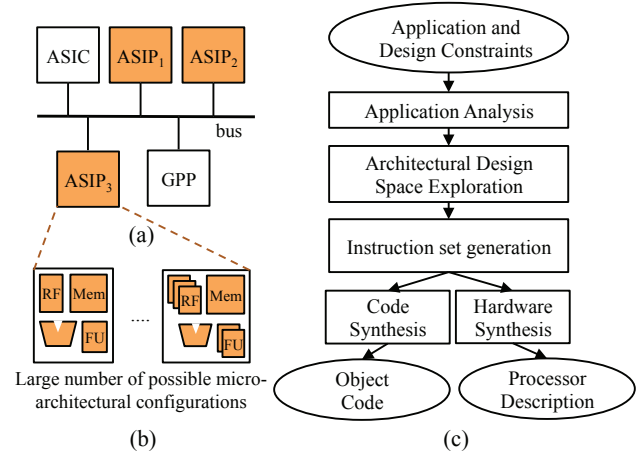 ASIC
ASIP1
ASIP2
bus
ASIP3
GPP
(a)
RF
Mem
FU
....
RF
Mem
FU
Large number of possible micro-
architectural configurations
(b)
Application and
Design Constraints
Application Analysis
Architectural Design
Space Exploration
Instruction set generation
Code
Synthesis
Hardware
Synthesis
Object
Code
Processor
Description
(c)